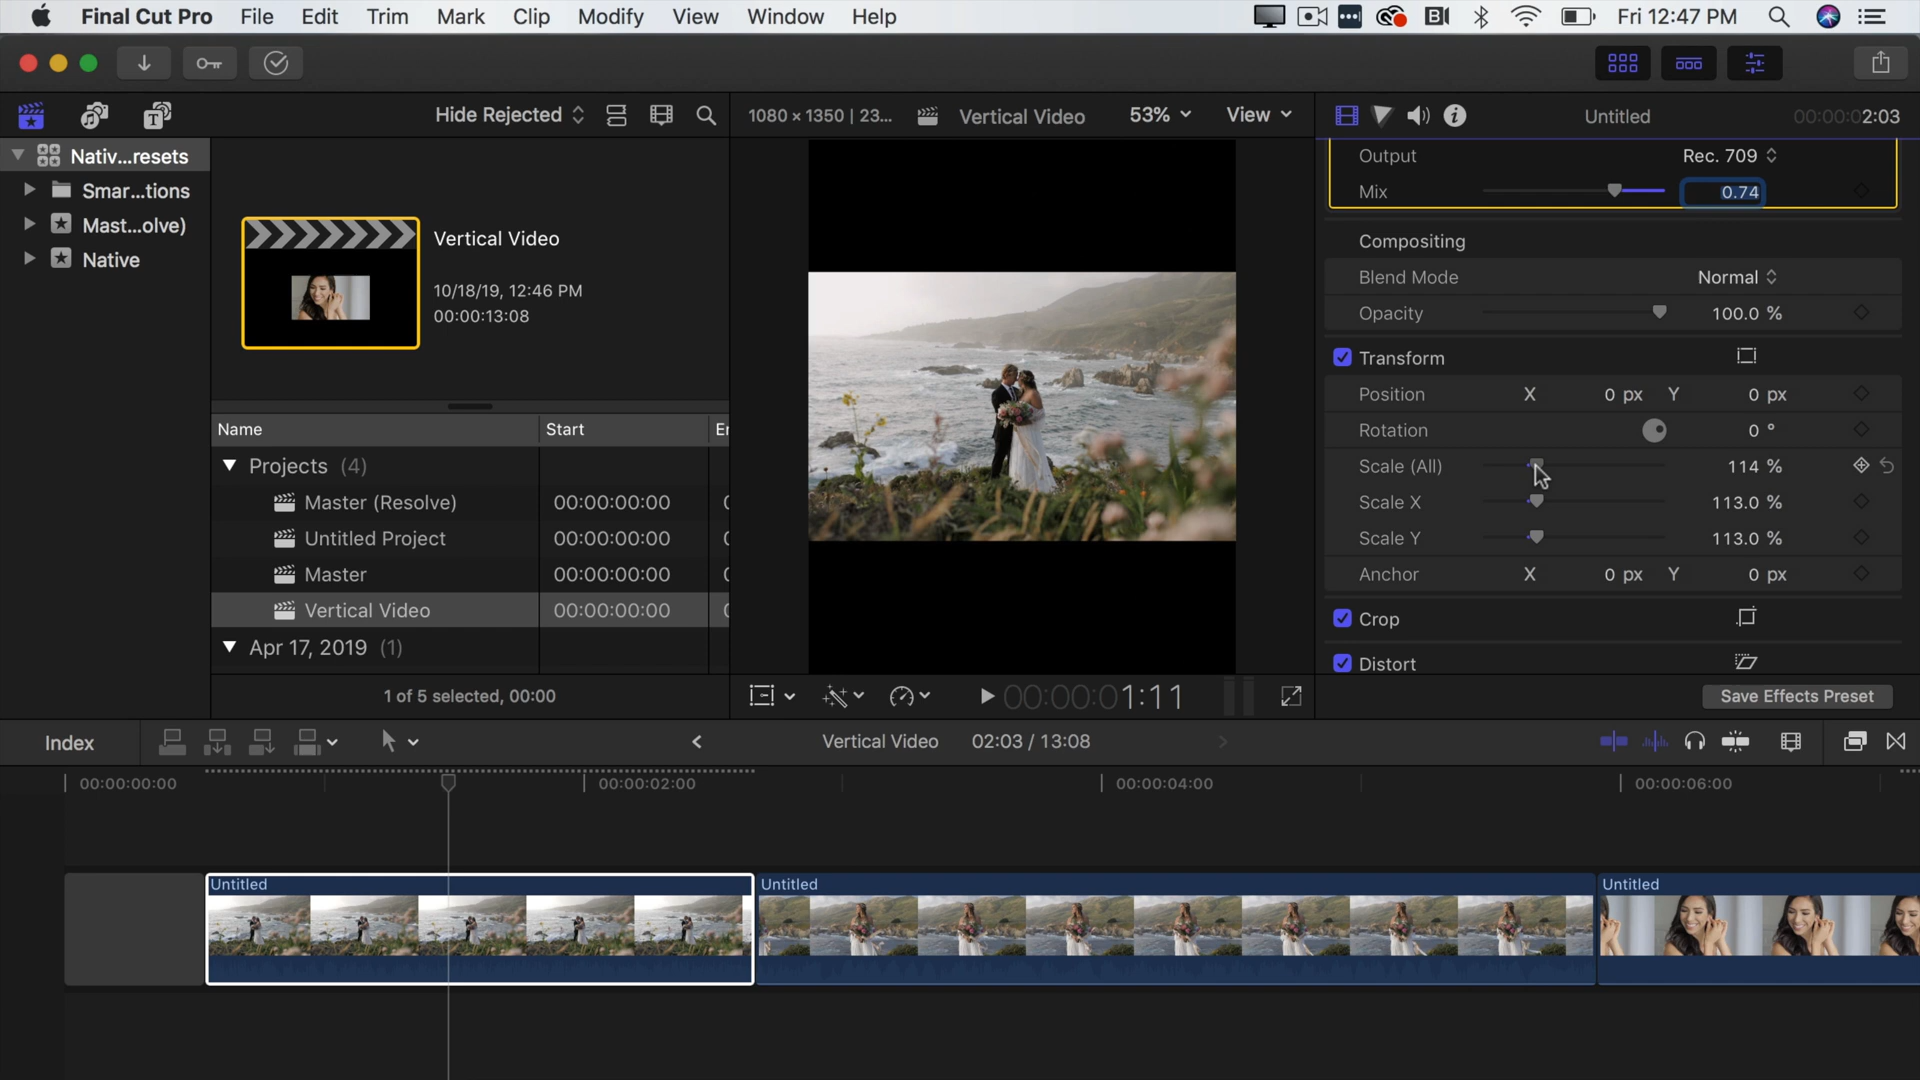 Final Cut Pro File Edit Trim Mark Clip Modify View Window Help Fri 12:47 PM
Hide Rejected 1080 × 1350 | 23... Vertical Video 53% View Untitled 00:00:02:03
Nativ...resets
Smar...tions
Mast...olve)
Native
Vertical Video
10/18/19, 12:46 PM
00:00:13:08
Name Start
Projects (4)
Master (Resolve) 00:00:00:00
Untitled Project 00:00:00:00
Master 00:00:00:00
Vertical Video 00:00:00:00
Apr 17, 2019 (1)
1 of 5 selected, 00:00
00:00:01:11
Output Rec. 709
Mix 0.74
Compositing
Blend Mode Normal
Opacity 100.0 %
Transform
Position X 0 px Y 0 px
Rotation 0 °
Scale (All) 114 %
Scale X 113.0 %
Scale Y 113.0 %
Anchor X 0 px Y 0 px
Crop
Distort
Save Effects Preset
Index Vertical Video 02:03 / 13:08
00:00:00:00 00:00:02:00 00:00:04:00 00:00:06:00
Untitled Untitled Untitled